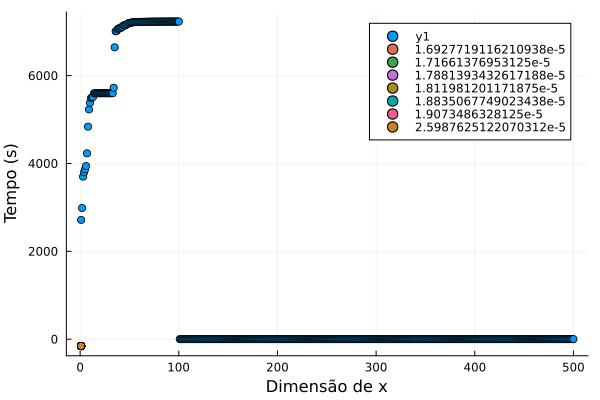 y1
1.6927719116210938e-5
1.71661376953125e-5
1.7881393432617188e-5
1.811981201171875e-5
1.8835067749023438e-5
1.9073486328125e-5
2.5987625122070312e-5
6000
4000
2000
0
Tempo (s)
0 100 200 300 400 500
Dimensão de x